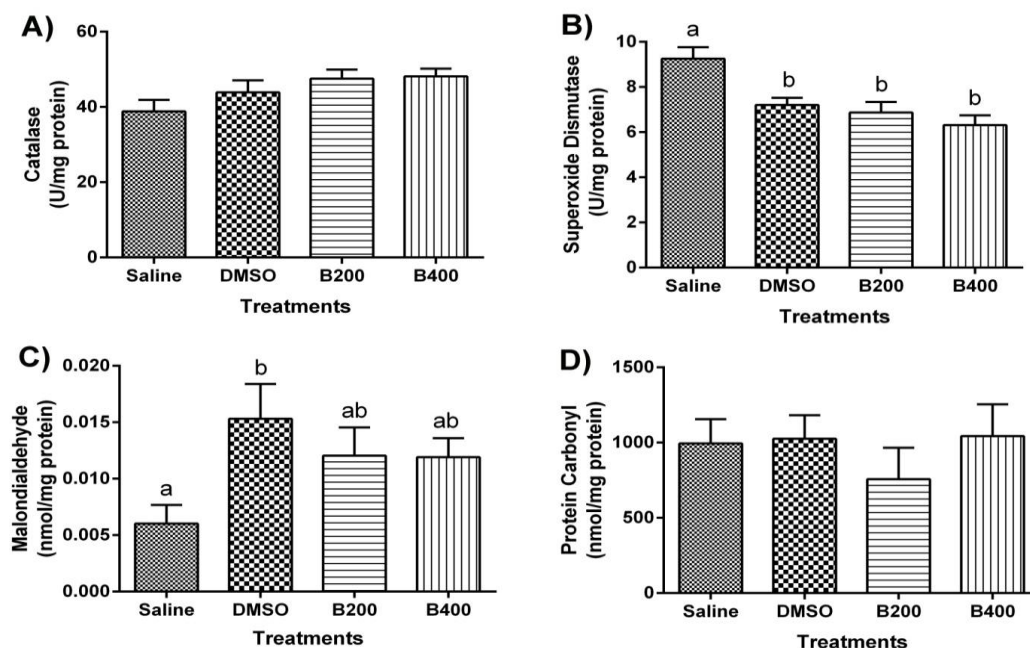 A)
Catalase
(U/mg protein)
60
40
20
0
Saline
DMSO
B200
B400
Treatments
B)
Superoxide Dismutase
(U/mg protein)
10
8
6
4
2
0
a
b
b
b
Saline
DMSO
B200
B400
Treatments
C)
Malondialdehyde
(nmol/mg protein)
0.020
0.015
0.010
0.005
0.000
a
b
ab
ab
Saline
DMSO
B200
B400
Treatments
D)
Protein Carbonyl
(nmol/mg protein)
1500
1000
500
0
Saline
DMSO
B200
B400
Treatments